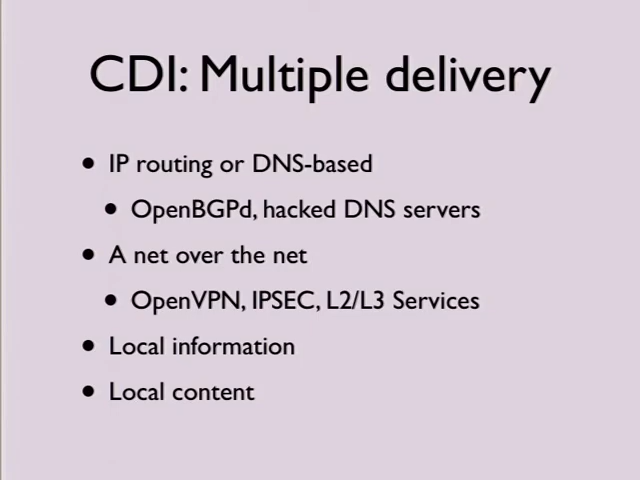 CDI: Multiple delivery
• IP routing or DNS-based
• OpenBGPd, hacked DNS servers
• A net over the net
• OpenVPN, IPSEC, L2/L3 Services
• Local information
• Local content